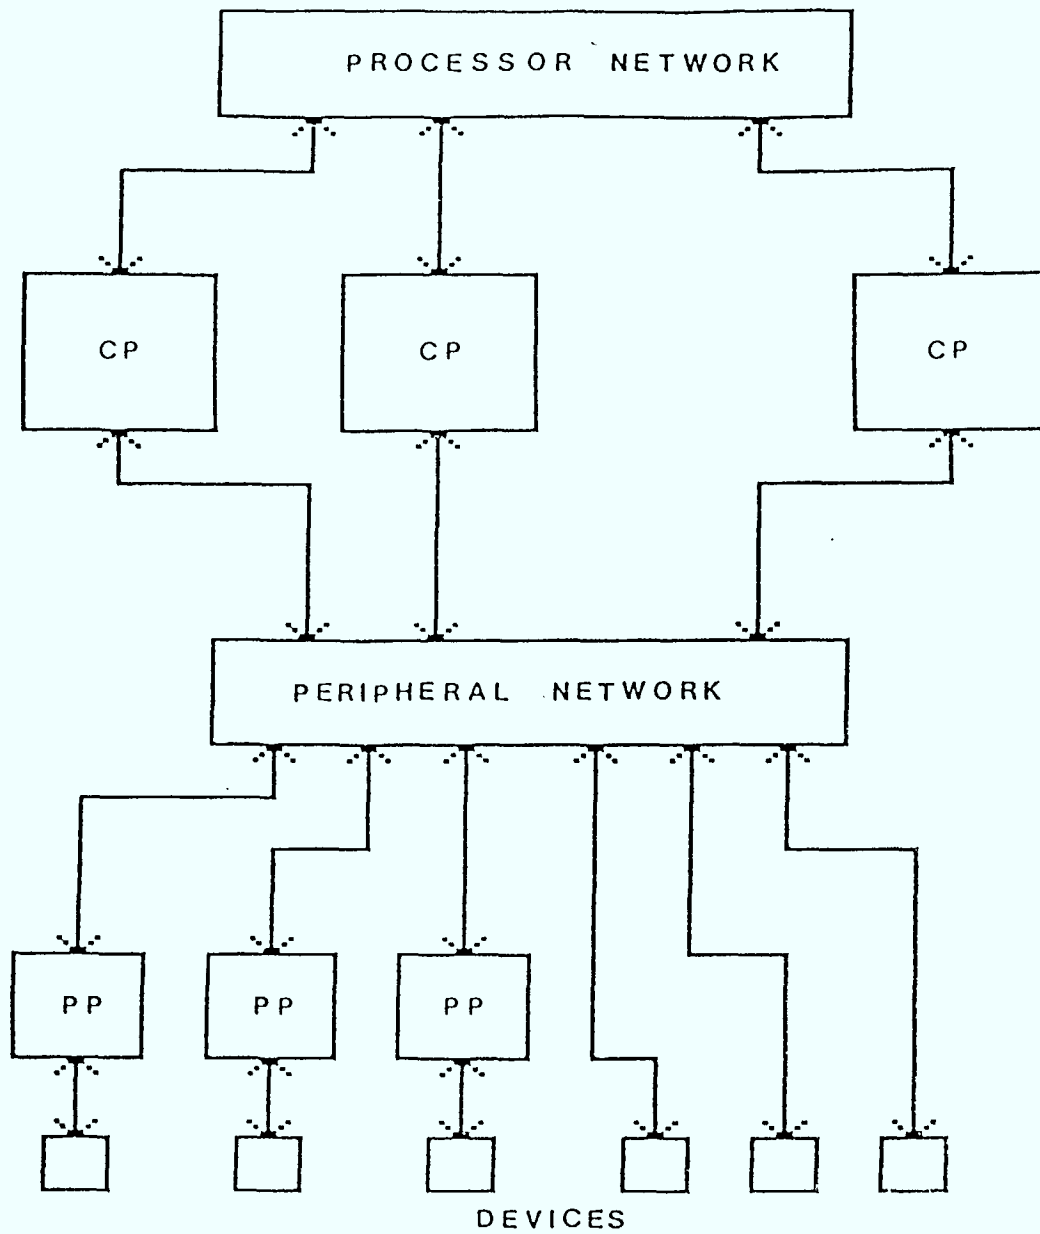 PROCESSOR NETWORK
CP CP CP
PERIPHERAL NETWORK
PP PP PP
DEVICES